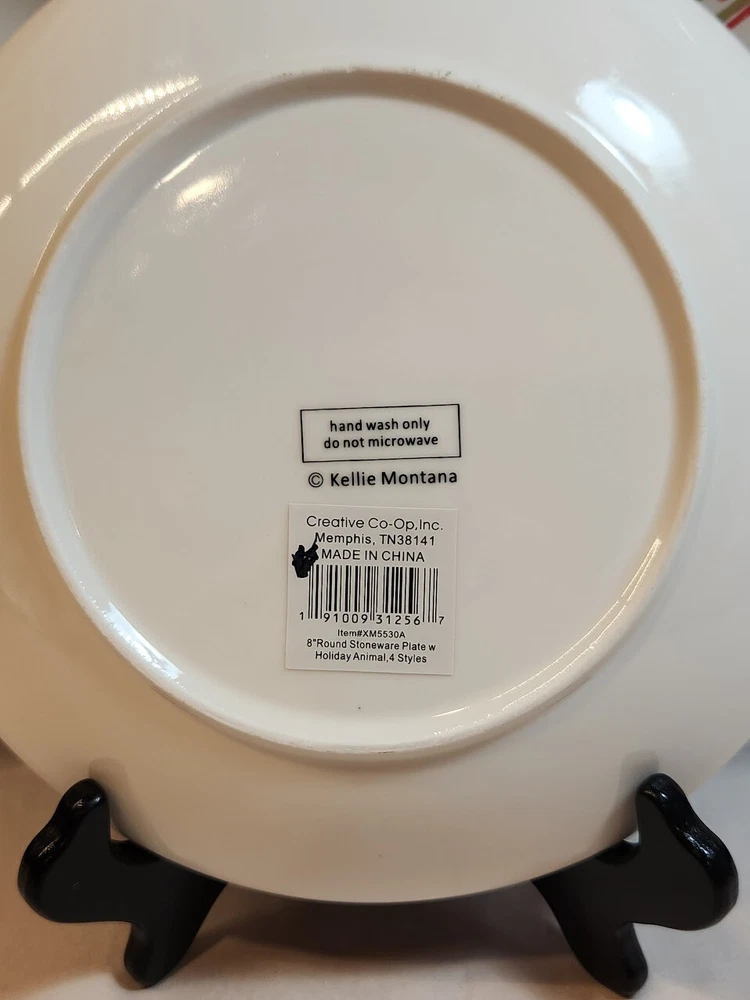 hand wash only
do not microwave
© Kellie Montana
Creative Co-Op,Inc.
Memphis, TN38141
MADE IN CHINA
1 91009 31256 7
Item#XM5530A
8"Round Stoneware Plate w
Holiday Animal,4 Styles